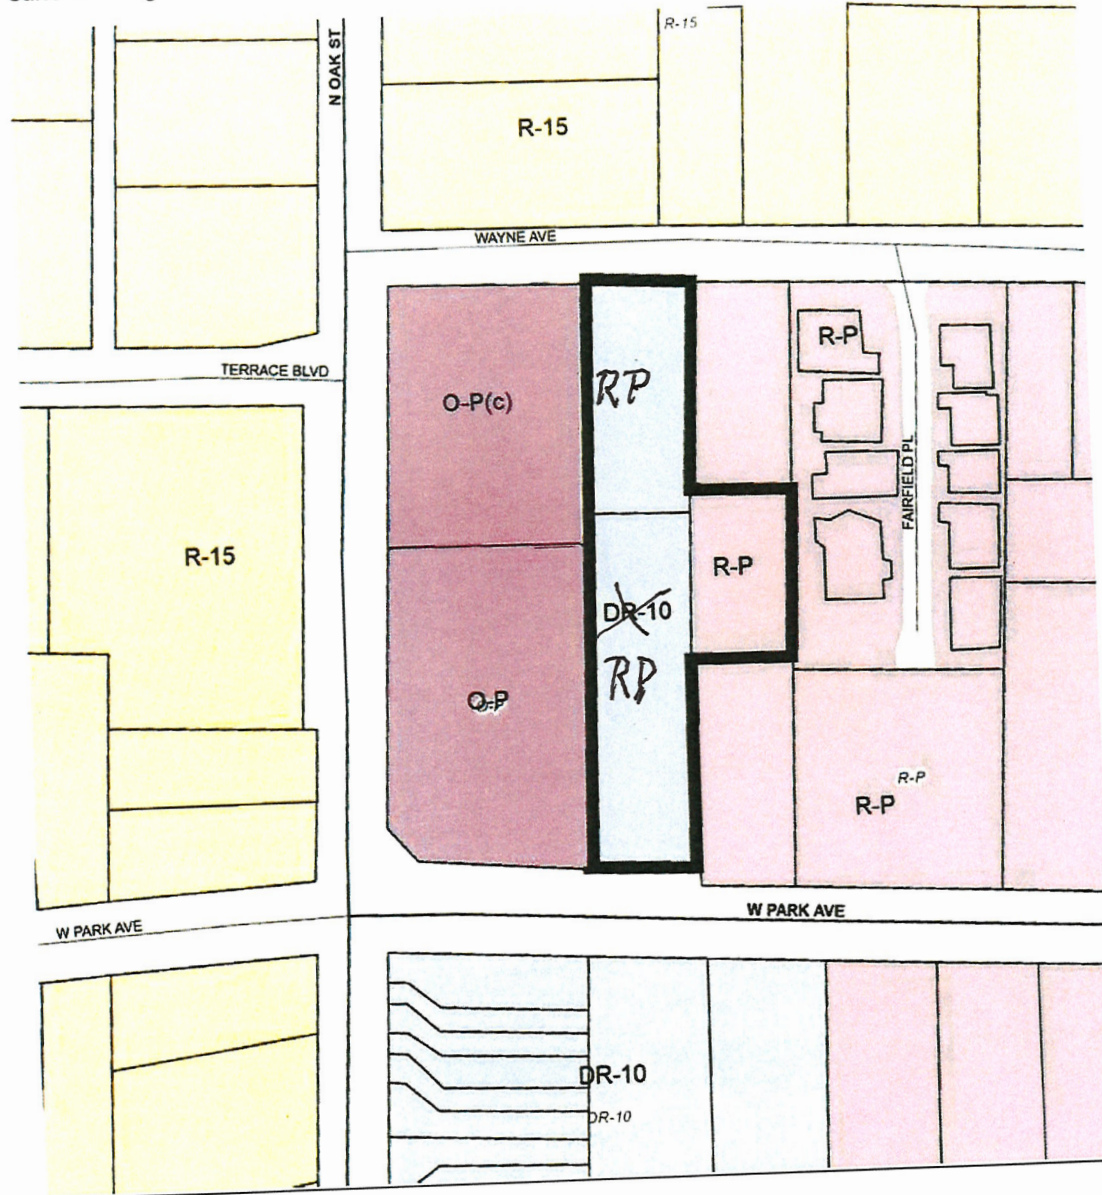 N OAK ST
R-15
R-15
WAYNE AVE
TERRACE BLVD
O-P(c)
RP
R-P
FAIRFIELD PL
R-15
R-P
DR-10
RP
O-P
O-P
R-P
R-P
W PARK AVE
W PARK AVE
DR-10
DR-10